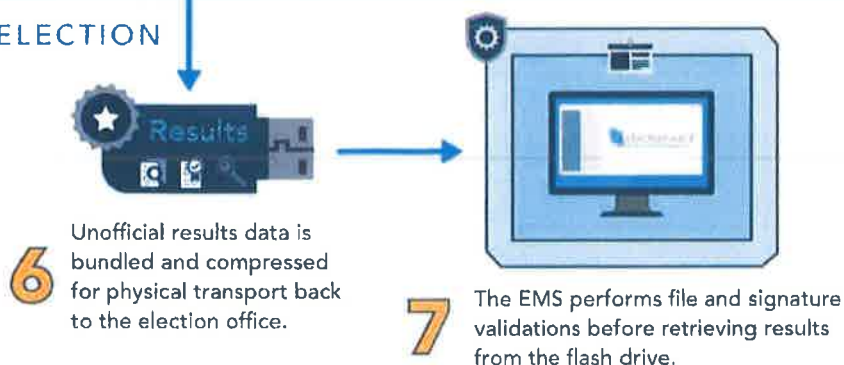 ELECTION
Results
6
Unofficial results data is
bundled and compressed
for physical transport back
to the election office.
7
The EMS performs file and signature
validations before retrieving results
from the flash drive.